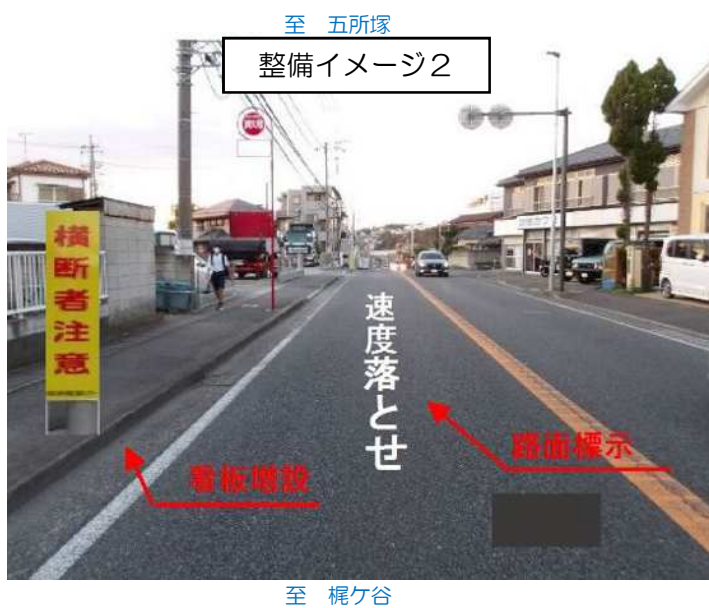 至 五所塚
整備イメージ2
横断者注意
速度落とせ
路面標示
看板増設
至 梶ケ谷